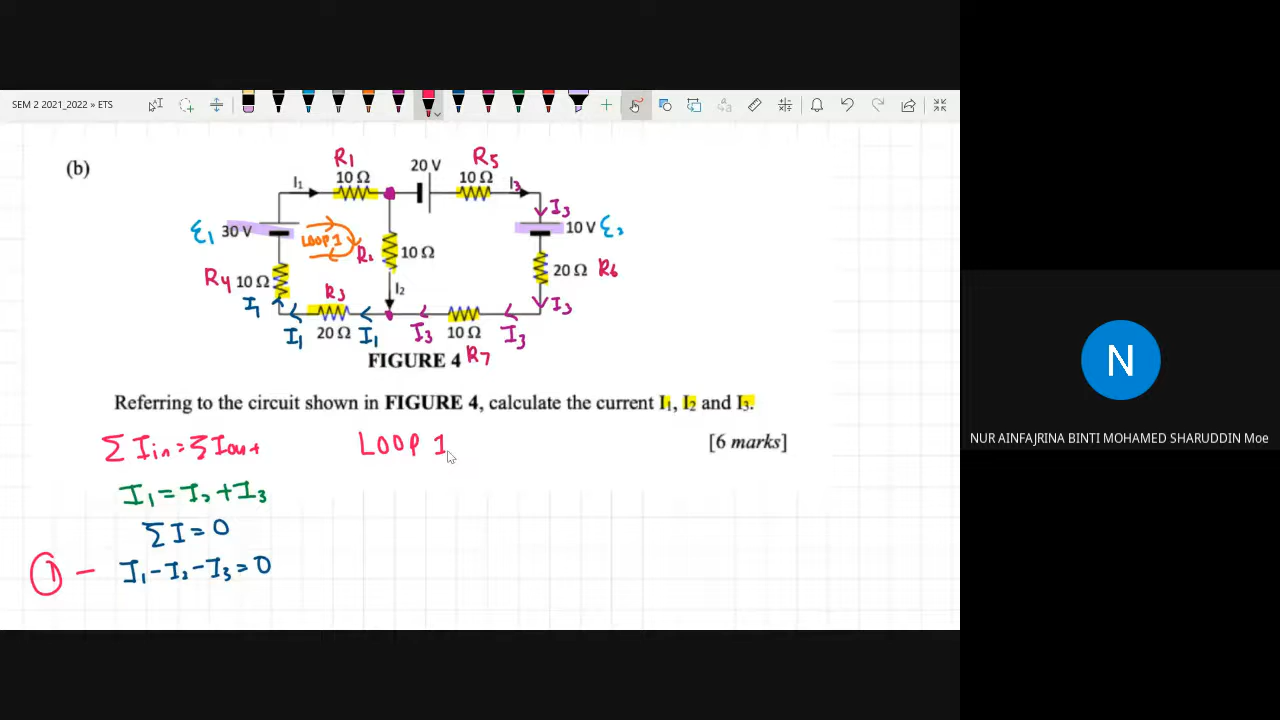 SEM 2 2021_2022 » ETS
(b)
R1
10 Ω
20 V
R5
10 Ω
I1
I3
I3
ε1 30 V
LOOP 1
R2
10 Ω
10 V ε2
R4 10 Ω
20 Ω R6
I1
R3
I2
I3
I1
20 Ω
I1
I3
10 Ω
I3
FIGURE 4
R7
Referring to the circuit shown in FIGURE 4, calculate the current I1, I2 and I3.
[6 marks]
Σ Iin = Σ Iout
LOOP 1
I1 = I2 + I3
Σ I = 0
1 - I1 - I2 - I3 = 0
N
NUR AINFAJRINA BINTI MOHAMED SHARUDDIN Moe